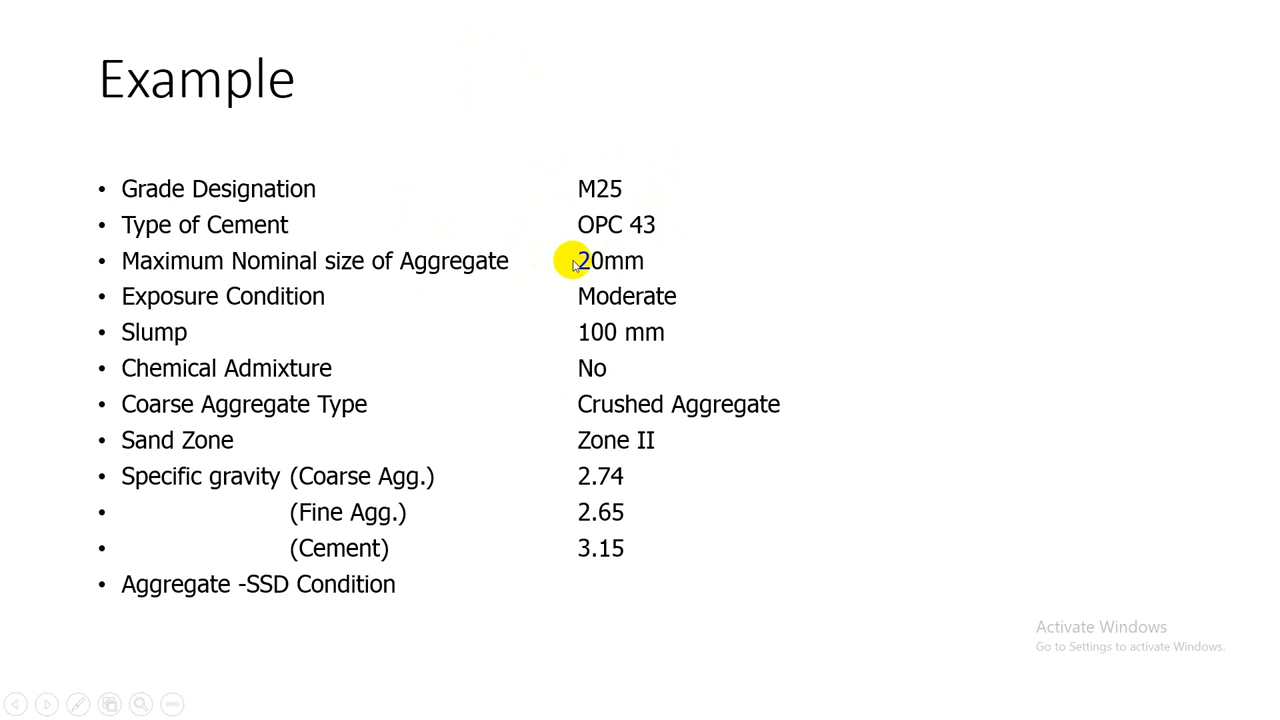 Example
• Grade Designation M25
• Type of Cement OPC 43
• Maximum Nominal size of Aggregate 20mm
• Exposure Condition Moderate
• Slump 100 mm
• Chemical Admixture No
• Coarse Aggregate Type Crushed Aggregate
• Sand Zone Zone II
• Specific gravity (Coarse Agg.) 2.74
• (Fine Agg.) 2.65
• (Cement) 3.15
• Aggregate -SSD Condition
Activate Windows
Go to Settings to activate Windows.